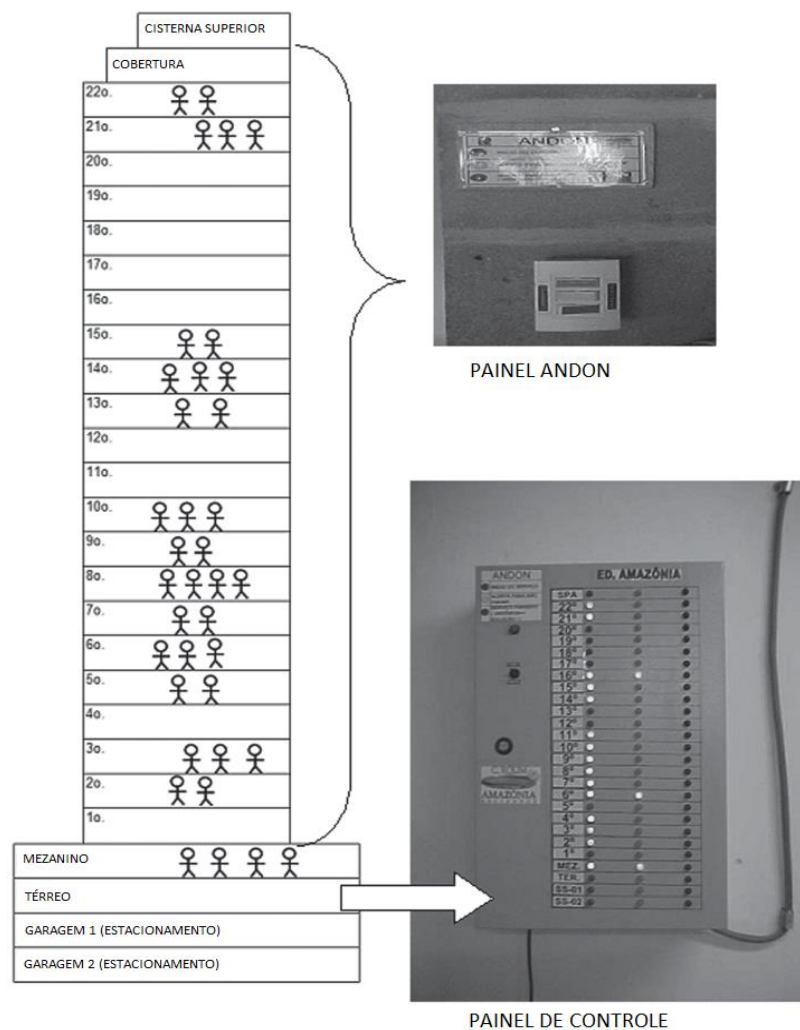 CISTERNA SUPERIOR
COBERTURA
22o.
21o.
20o.
19o.
18o.
17o.
16o.
15o.
14o.
13o.
12o.
11o.
10o.
9o.
8o.
7o.
6o.
5o.
4o.
3o.
2o.
1o.
MEZANINO
TÉRREO
GARAGEM 1 (ESTACIONAMENTO)
GARAGEM 2 (ESTACIONAMENTO)
ANDON
PAINEL ANDON
ANDON
ED. AMAZÔNIA
SPA
22º
21º
20º
19º
18º
17º
16º
15º
14º
13º
12º
11º
10º
9º
8º
7º
6º
5º
4º
3º
2º
1º
MEZ.
TER.
SS-01
SS-02
AMAZÔNIA
PAINEL DE CONTROLE